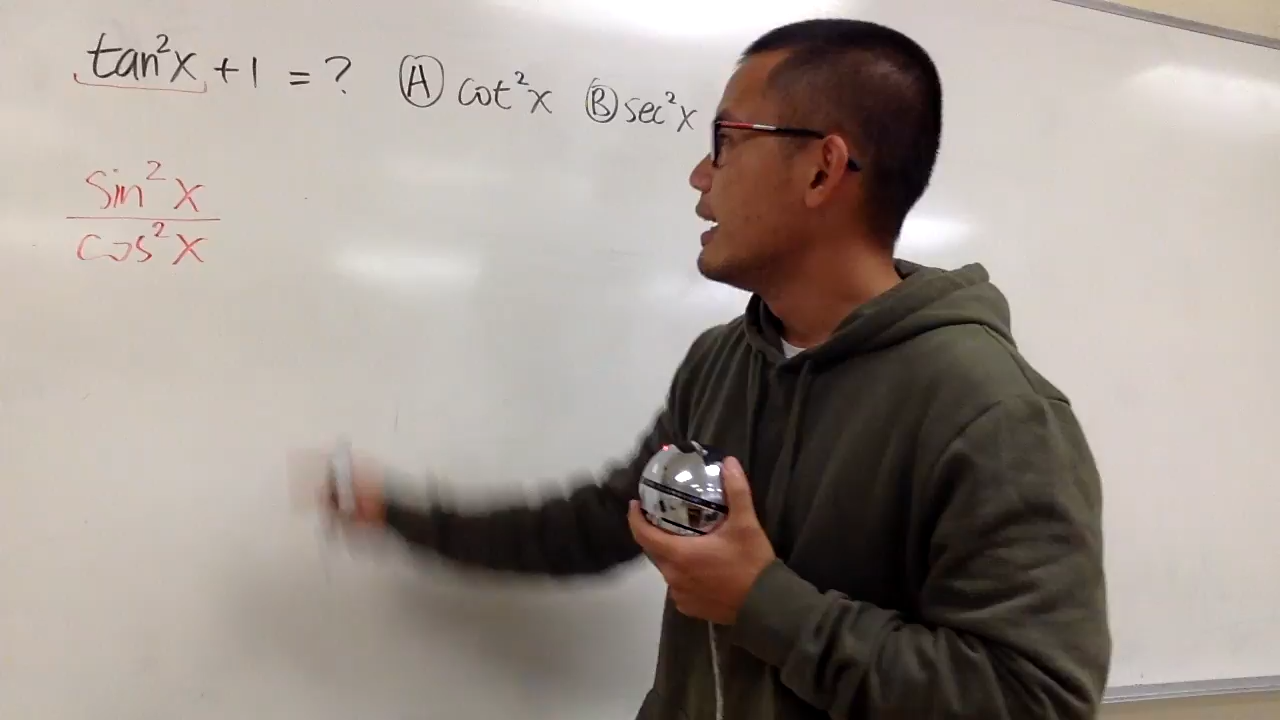 tan²x + 1 = ? Ⓐ cot²x Ⓑ sec²x
sin²x
cos²x